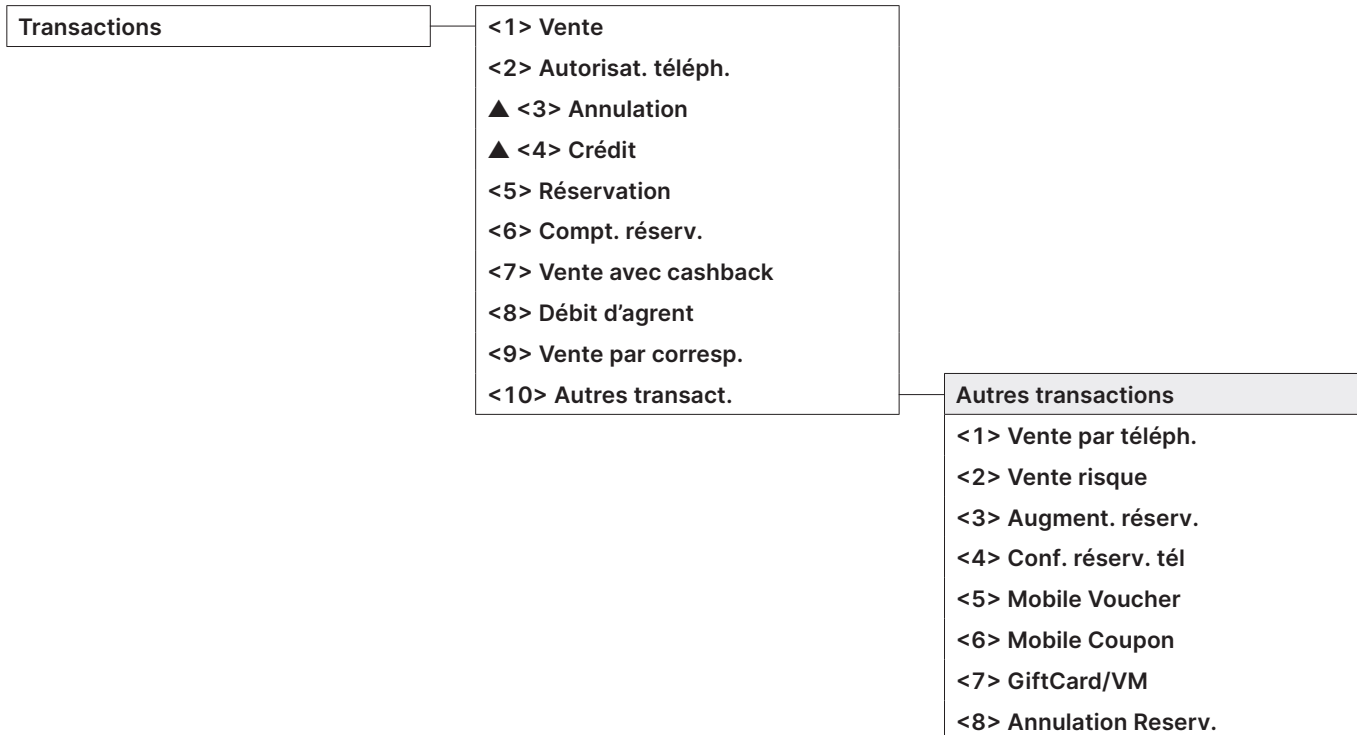 Transactions
<1> Vente
<2> Autorisat. téléph.
▲ <3> Annulation
▲ <4> Crédit
<5> Réservation
<6> Compt. réserv.
<7> Vente avec cashback
<8> Débit d’agrent
<9> Vente par corresp.
<10> Autres transact.
Autres transactions
<1> Vente par téléph.
<2> Vente risque
<3> Augment. réserv.
<4> Conf. réserv. tél
<5> Mobile Voucher
<6> Mobile Coupon
<7> GiftCard/VM
<8> Annulation Reserv.